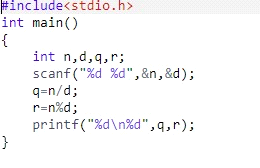 #include<stdio.h>
int main()
{
    int n,d,q,r;
    scanf("%d %d",&n,&d);
    q=n/d;
    r=n%d;
    printf("%d\n%d",q,r);
}